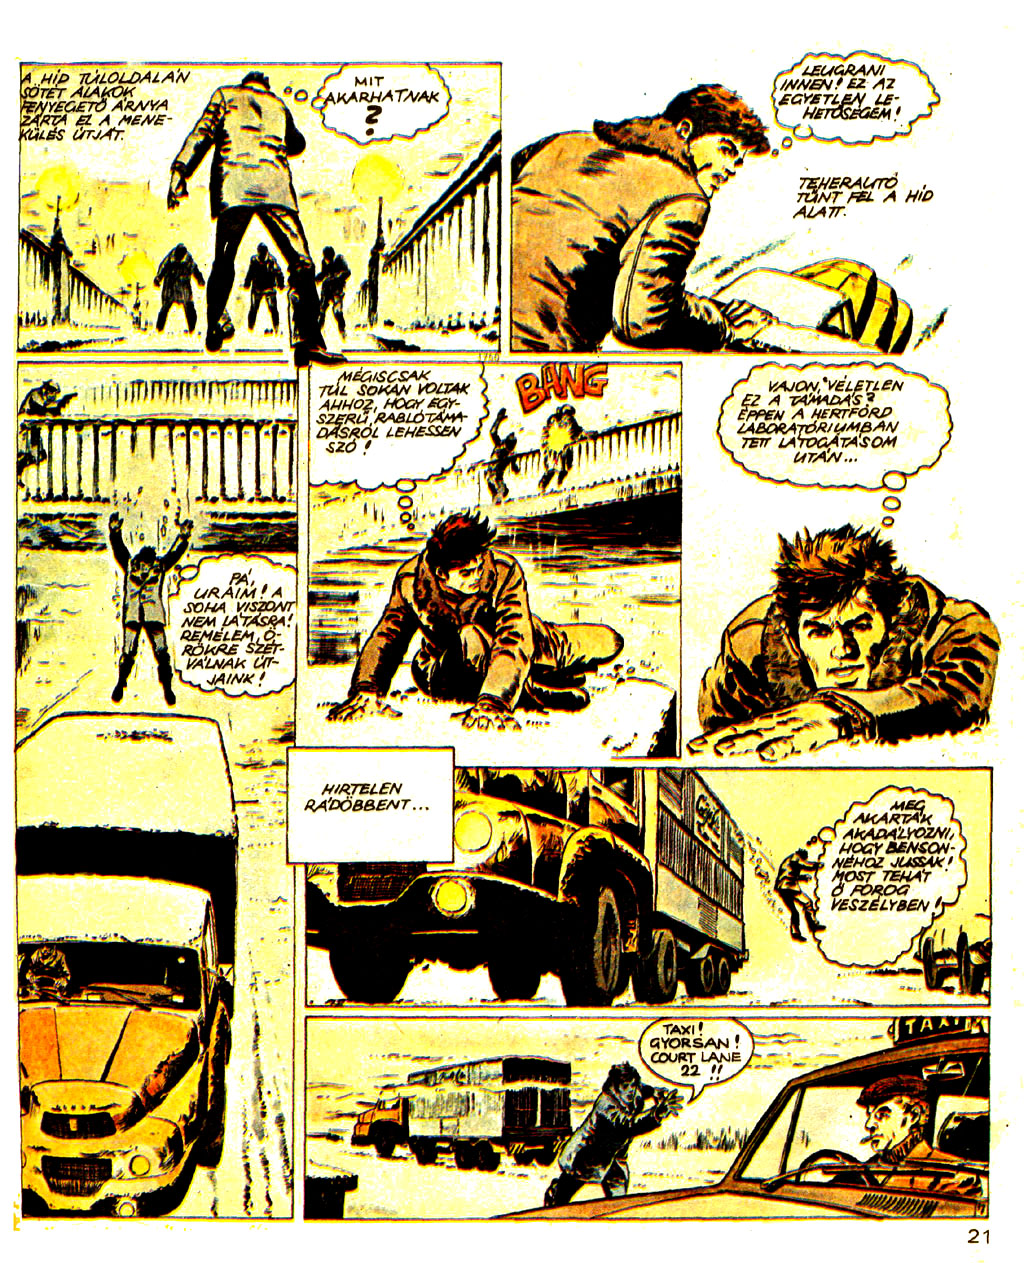 A HÍD TÚLOLDALÁN
SÖTÉT ALAKOK
FENYEGETŐ ÁRNYA
ZÁRTA EL A MENE-
KÜLÉS ÚTJÁT.
MIT
AKARHATNAK
?
LEUGRANI
INNEN! EZ AZ
EGYETLEN LE-
HETŐSÉGEM!
TEHERAUTÓ
TŰNT FEL A HÍD
ALATT.
PÁ,
URAIM! A
SOHA VISZONT
NEM LÁTÁSRA!
REMÉLEM, Ö-
RÖKRE SZÉT-
VÁLNAK ÚT-
JAINK!
MÉGISCSAK
TÚL SOKAN VOLTAK
AHHOZ, HOGY EGY-
SZERŰ RABLÓTÁMA-
DÁSRÓL LEHESSEN
SZÓ!
BANG
VAJON, VÉLETLEN
EZ A TÁMADÁS?
ÉPPEN A HERTFORD
LABORATÓRIUMBAN
TETT LÁTOGATÁSOM
UTÁN...
HIRTELEN
RÁDÖBBENT...
MEG
AKARTÁK
AKADÁLYOZNI,
HOGY BENSON-
NÉHOZ JUSSAK!
MOST TEHÁT
Ő FOROG
VESZÉLYBEN!
TAXI!
GYORSAN!
COURT LANE
22!!
TAXI
21